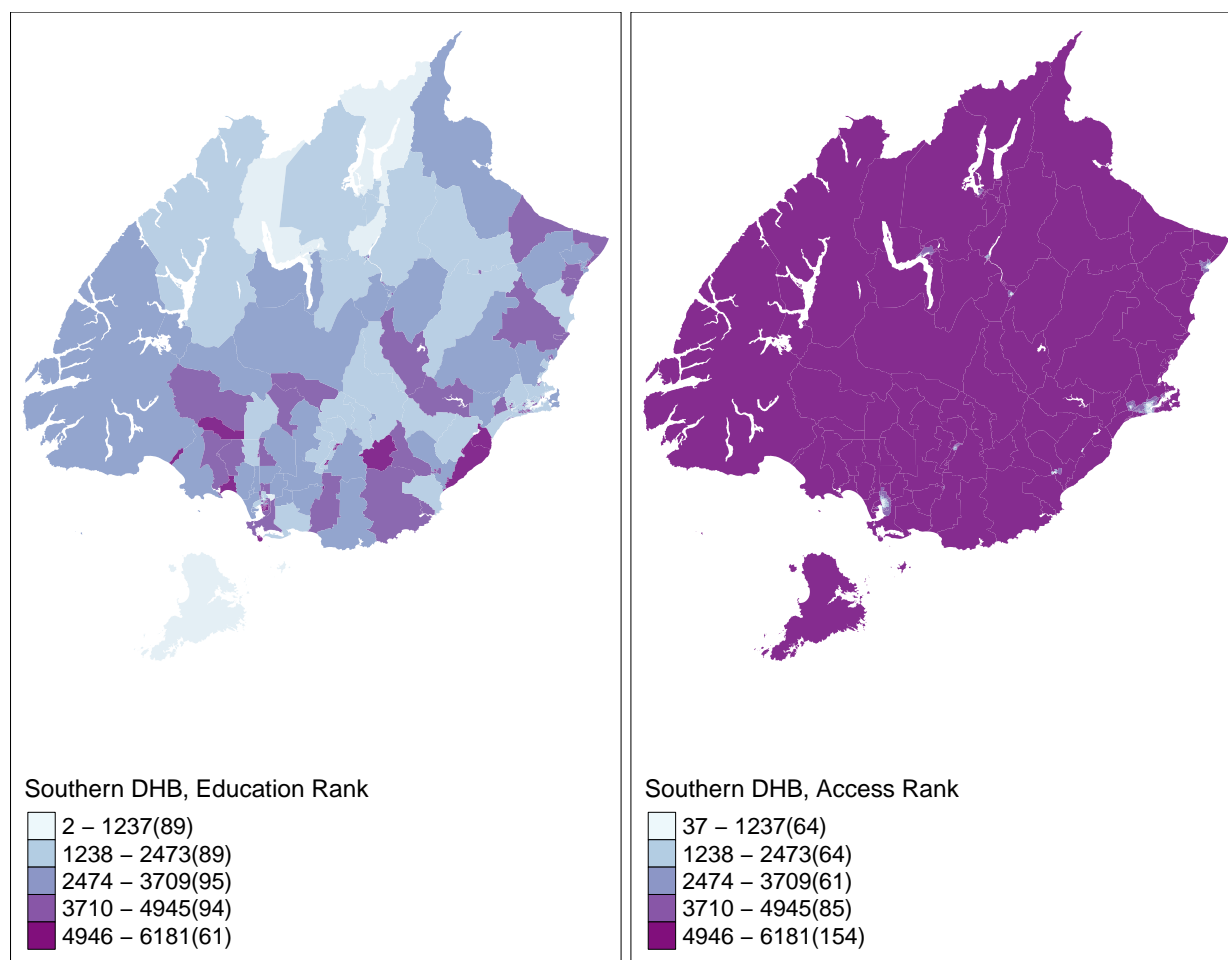 Southern DHB, Education Rank
2 − 1237(89)
1238 − 2473(89)
2474 − 3709(95)
3710 − 4945(94)
4946 − 6181(61)
Southern DHB, Access Rank
37 − 1237(64)
1238 − 2473(64)
2474 − 3709(61)
3710 − 4945(85)
4946 − 6181(154)